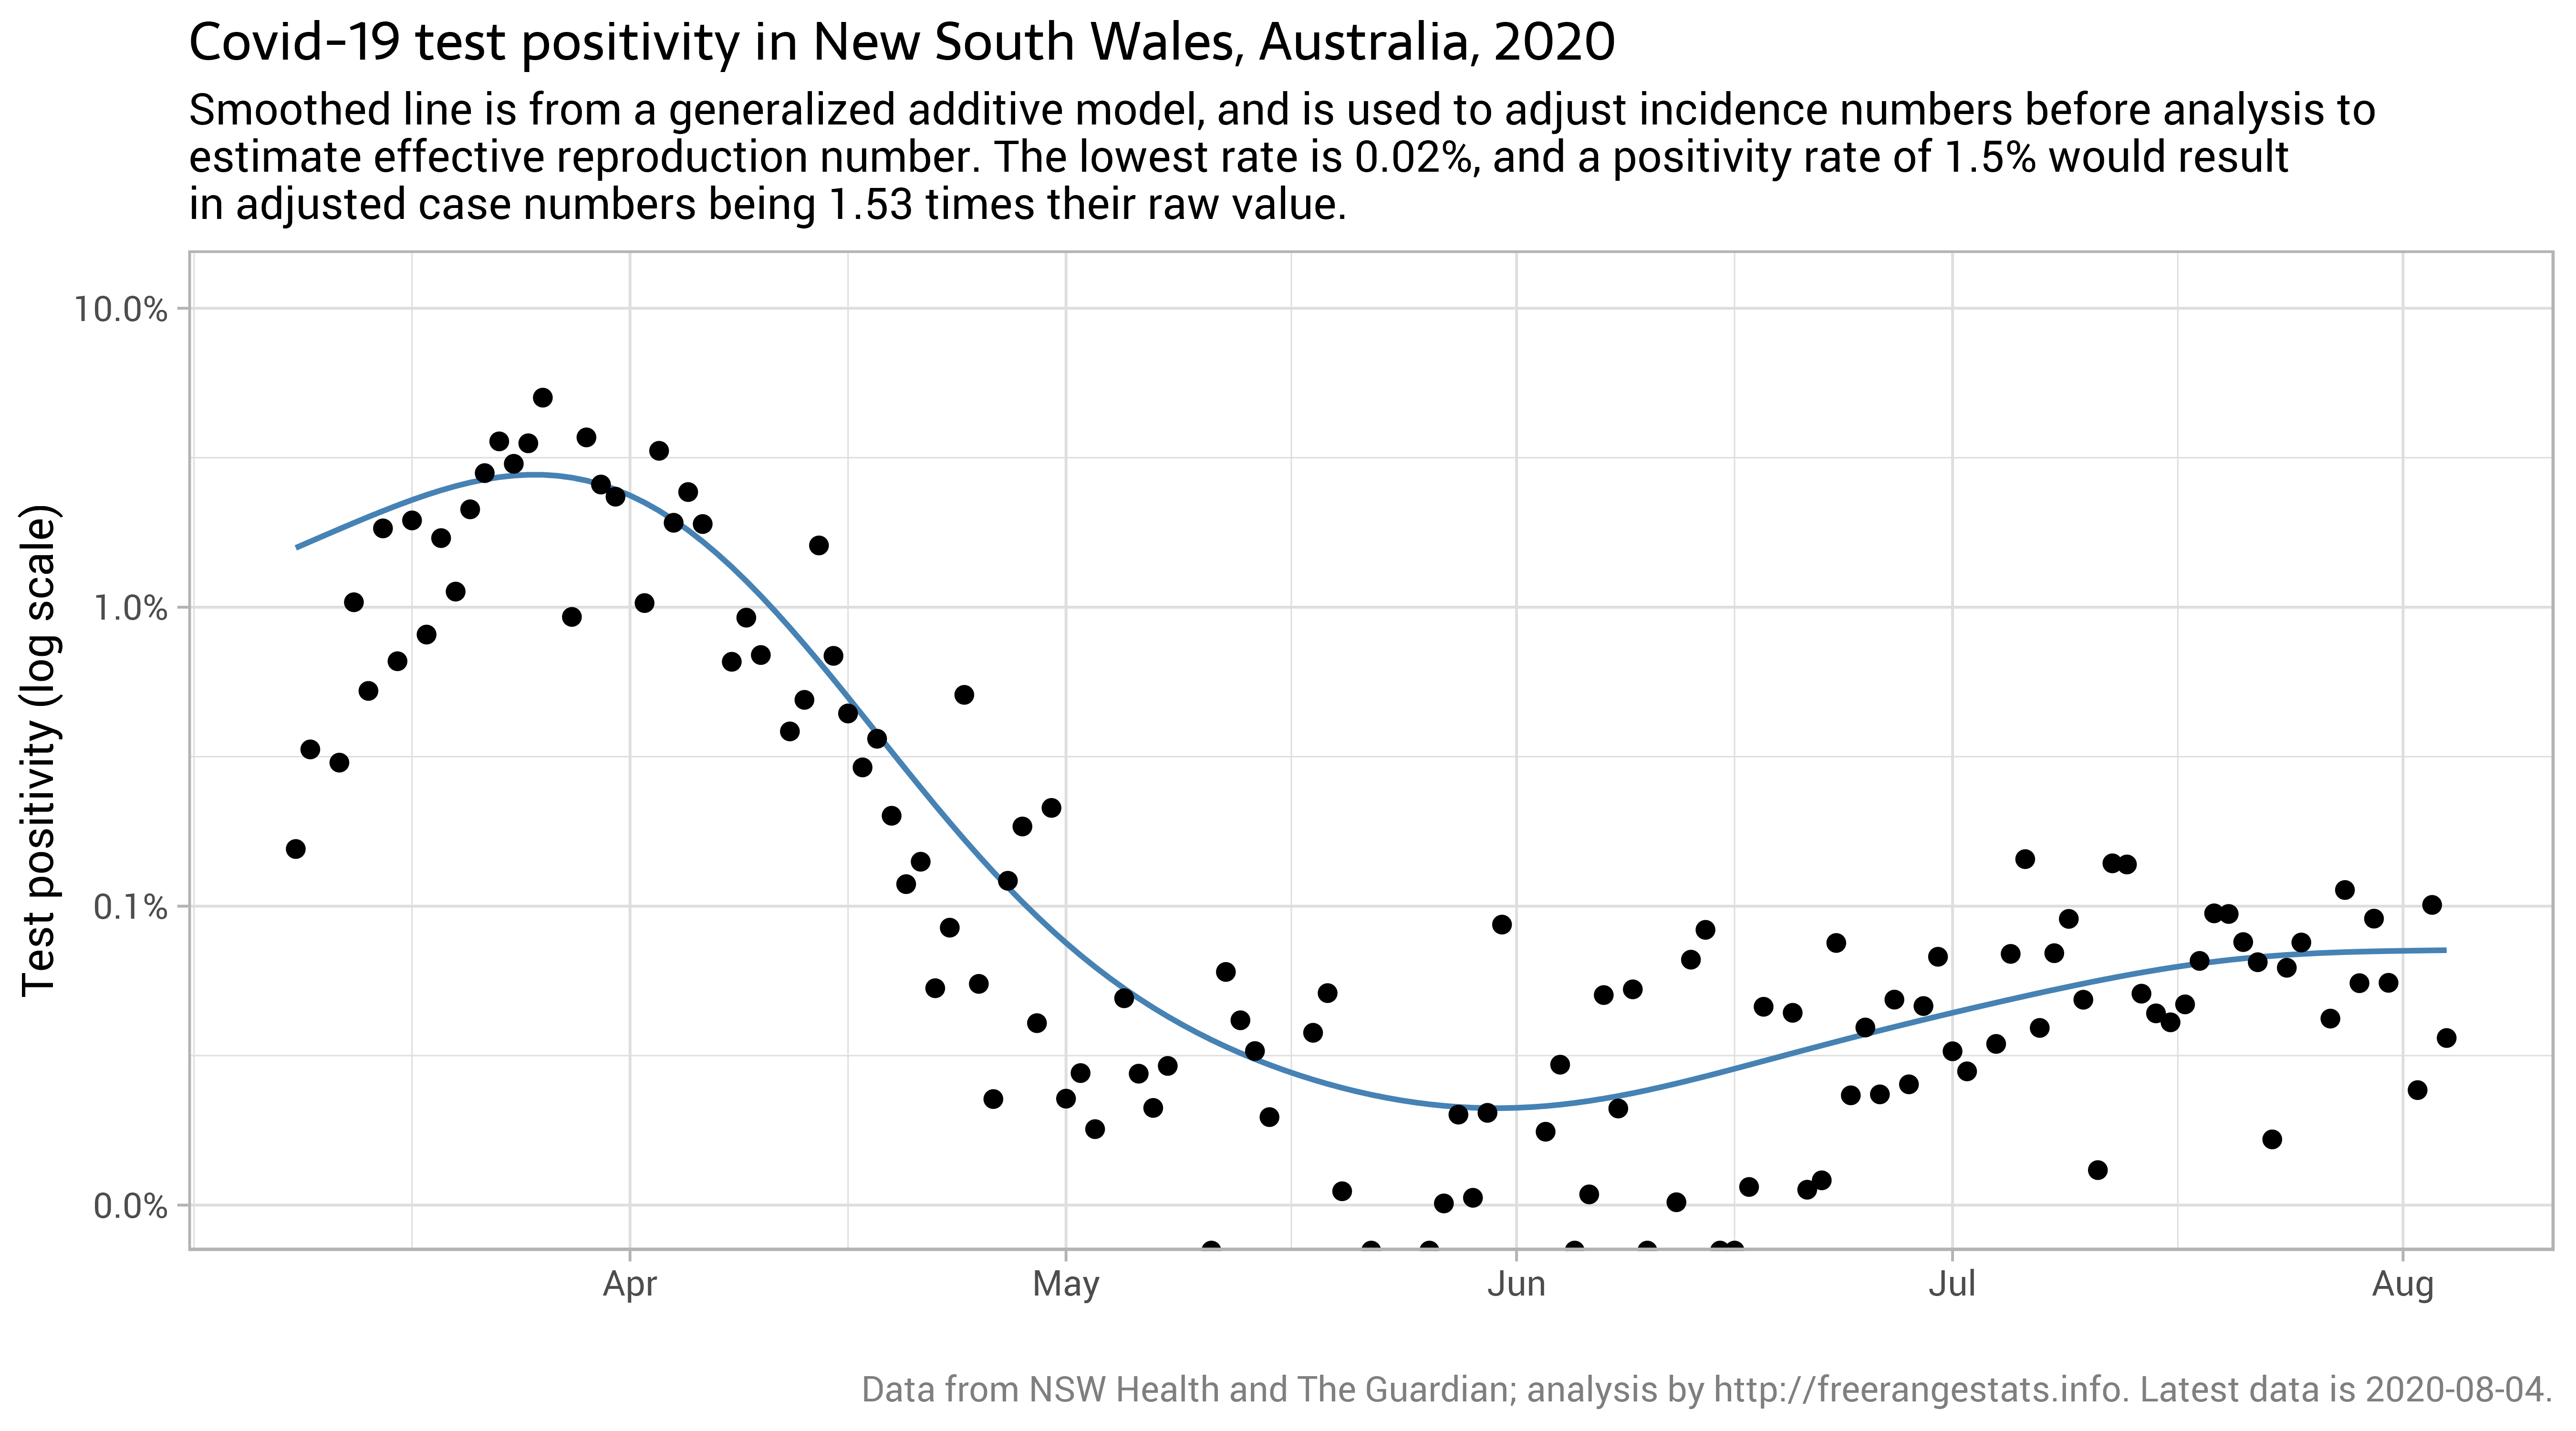 Covid-19 test positivity in New South Wales, Australia, 2020
Smoothed line is from a generalized additive model, and is used to adjust incidence numbers before analysis to
estimate effective reproduction number. The lowest rate is 0.02%, and a positivity rate of 1.5% would result
in adjusted case numbers being 1.53 times their raw value.
Test positivity (log scale)
10.0%
1.0%
0.1%
0.0%
Apr May Jun Jul Aug
Data from NSW Health and The Guardian; analysis by http://freerangestats.info. Latest data is 2020-08-04.